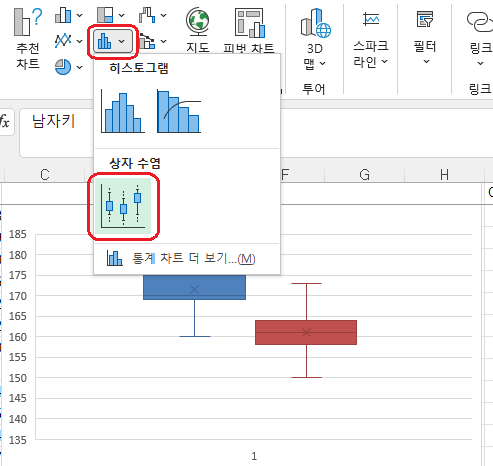 추천
차트
지도
피벗 차트
3D
맵
스파크
라인
필터
링크
투어
링크
fx
남자키
히스토그램
상자 수염
통계 차트 더 보기...(M)
C
F
G
H
185
180
175
170
165
160
155
150
145
140
135
1